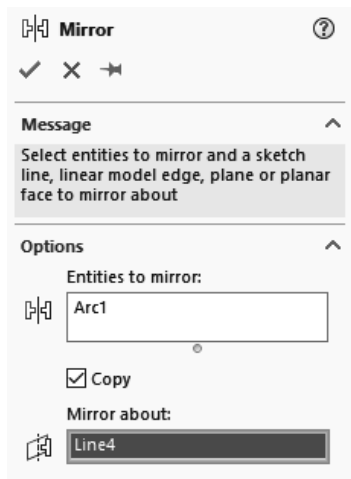 Mirror
Message
Select entities to mirror and a sketch
line, linear model edge, plane or planar
face to mirror about
Options
Entities to mirror:
Arc1
Copy
Mirror about:
Line4